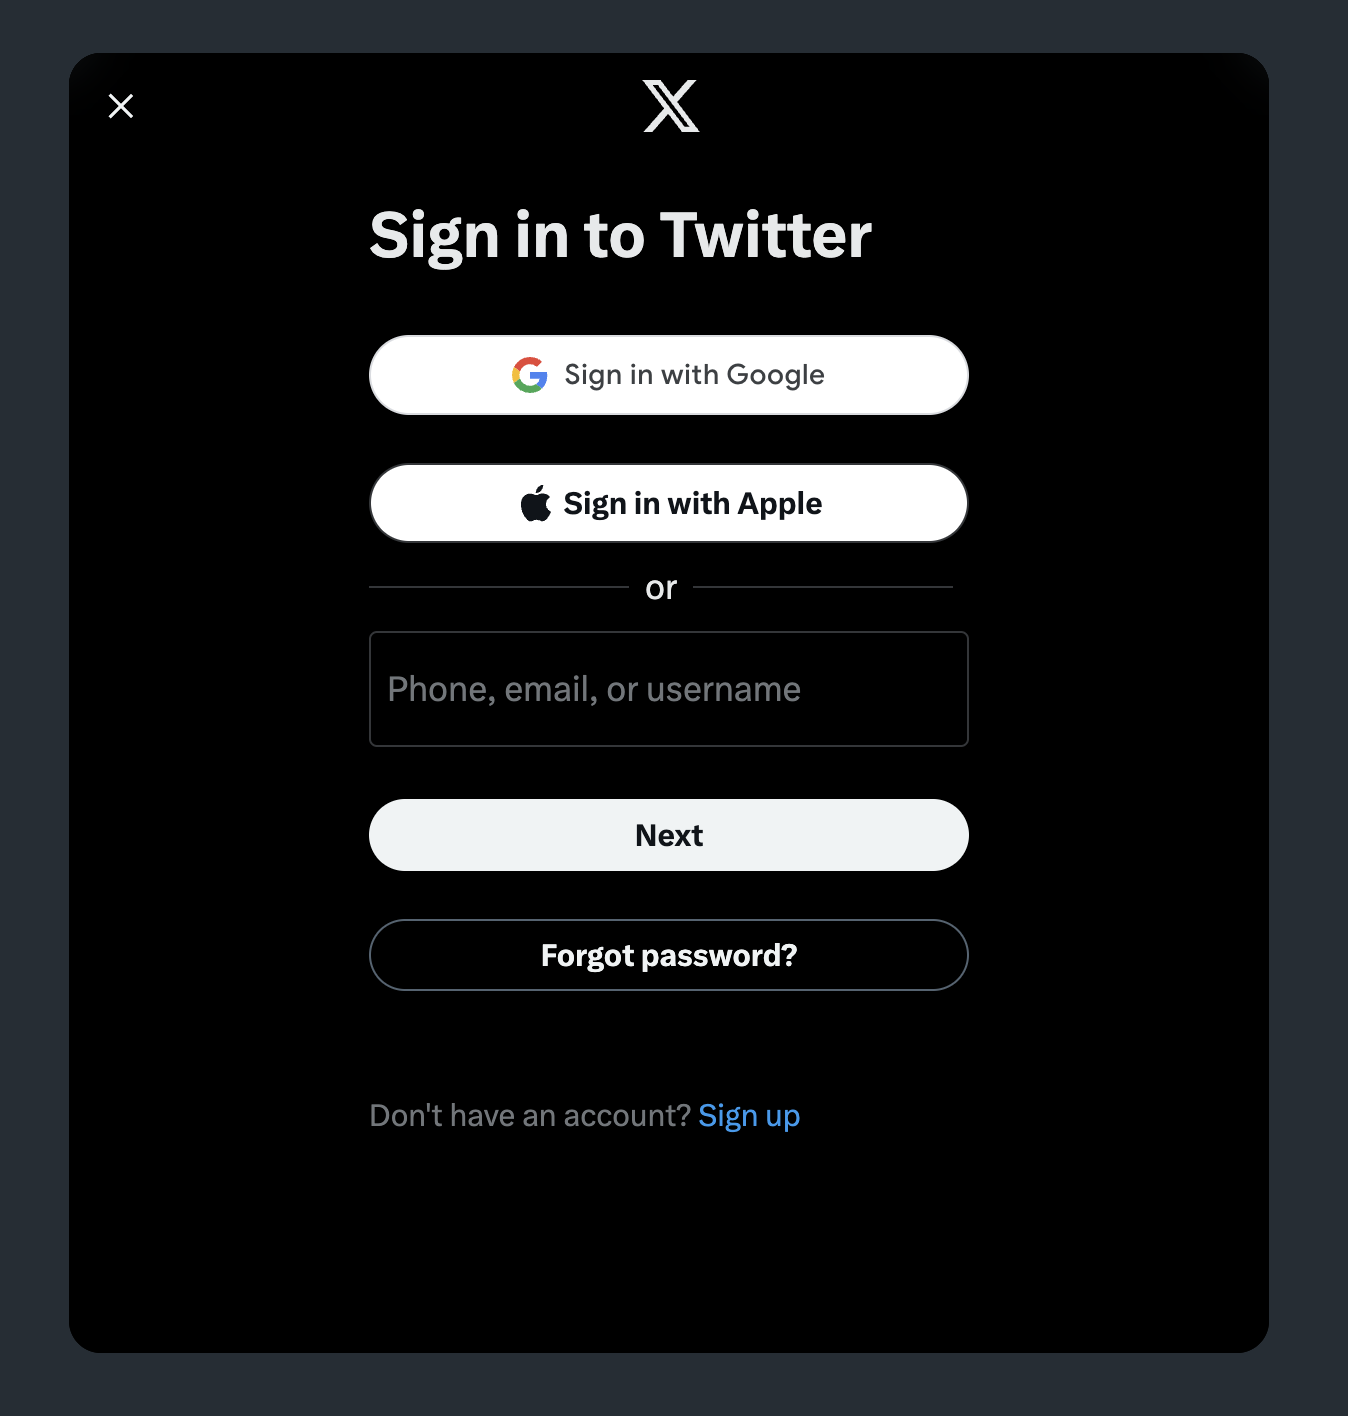 Sign in to Twitter
Sign in with Google
Sign in with Apple
or
Phone, email, or username
Next
Forgot password?
Don't have an account? Sign up